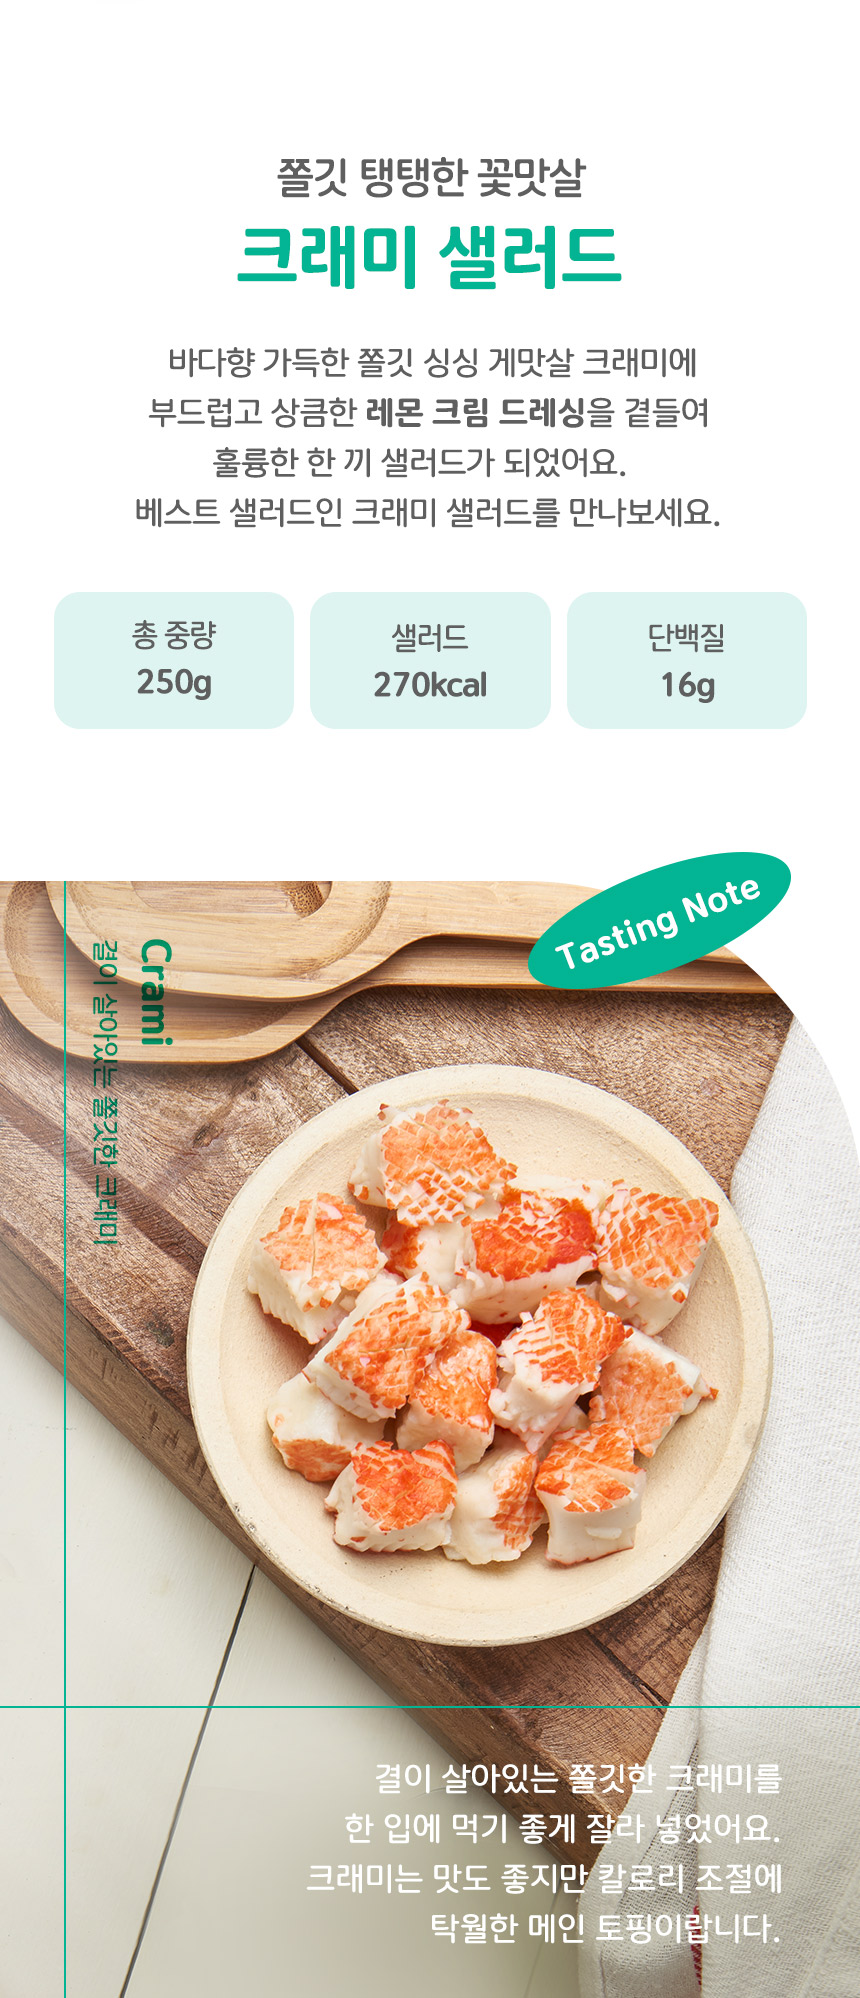 쫄깃 탱탱한 꽃맛살
크래미 샐러드
바다향 가득한 쫄깃 싱싱 게맛살 크래미에
부드럽고 상큼한 레몬 크림 드레싱을 곁들여
훌륭한 한 끼 샐러드가 되었어요.
베스트 샐러드인 크래미 샐러드를 만나보세요.
총 중량
250g
샐러드
270kcal
단백질
16g
Tasting Note
Crami
결이 살아있는 쫄깃한 크래미
결이 살아있는 쫄깃한 크래미를
한 입에 먹기 좋게 잘라 넣었어요.
크래미는 맛도 좋지만 칼로리 조절에
탁월한 메인 토핑이랍니다.